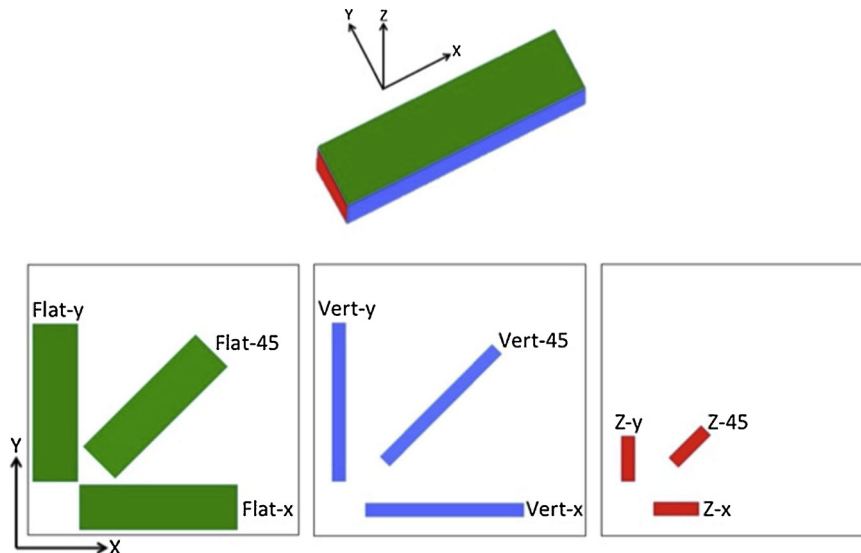 Y
Z
X
Flat-y
Flat-45
Flat-x
Vert-y
Vert-45
Vert-x
Z-y
Z-45
Z-x
Y
X